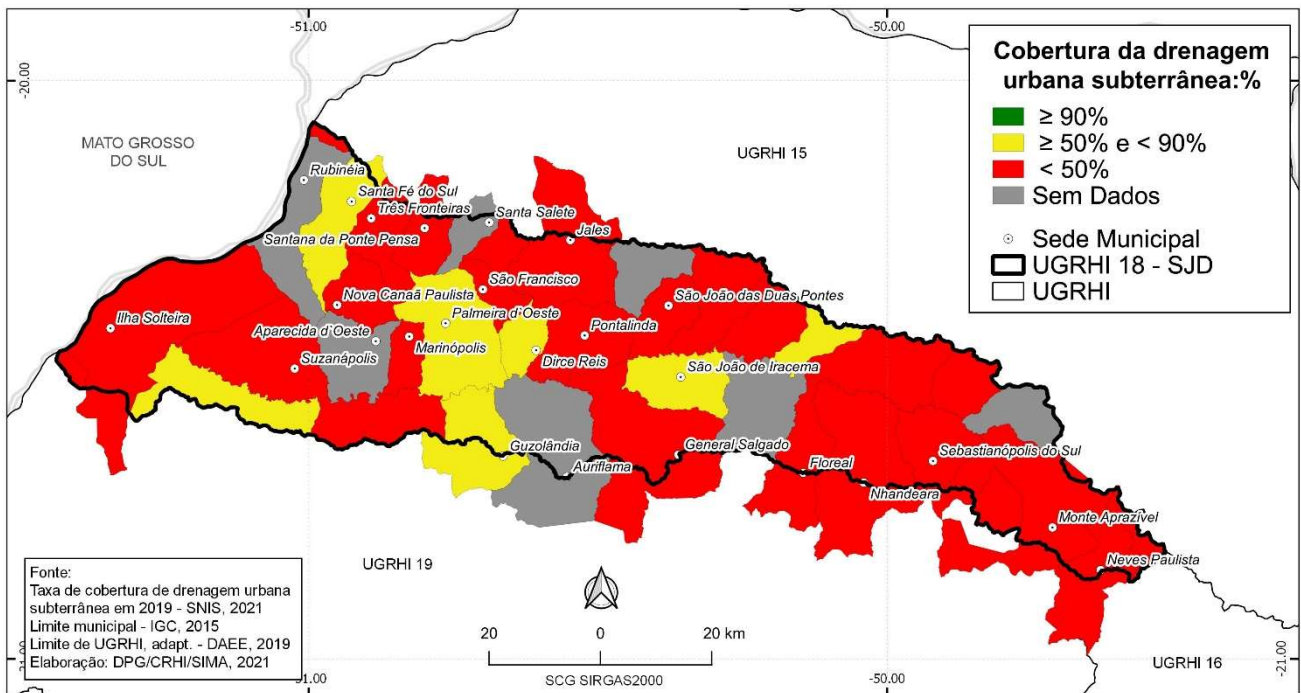 -51.00
-50.00
-20.00
Cobertura da drenagem
urbana subterrânea:%
≥ 90%
≥ 50% e < 90%
< 50%
Sem Dados
Sede Municipal
UGRHI 18 - SJD
UGRHI
MATO GROSSO
DO SUL
UGRHI 15
Rubinéia
Santa Fé do Sul
Três Fronteiras
Santa Salete
Santana da Ponte Pensa
Jales
São Francisco
Nova Canaã Paulista
São João das Duas Pontes
Ilha Solteira
Palmeira d`Oeste
Aparecida d`Oeste
Marinópolis
Pontalinda
Dirce Reis
Suzanápolis
São João de Iracema
Guzolândia
General Salgado
Auriflama
Floreal
Sebastianópolis do Sul
Nhandeara
Monte Aprazível
Neves Paulista
UGRHI 19
Fonte:
Taxa de cobertura de drenagem urbana
subterrânea em 2019 - SNIS, 2021
Limite municipal - IGC, 2015
Limite de UGRHI, adapt. - DAEE, 2019
Elaboração: DPG/CRHI/SIMA, 2021
20 0 20 km
SCG SIRGAS2000
UGRHI 16
-21.00
-51.00
-50.00
-21.00